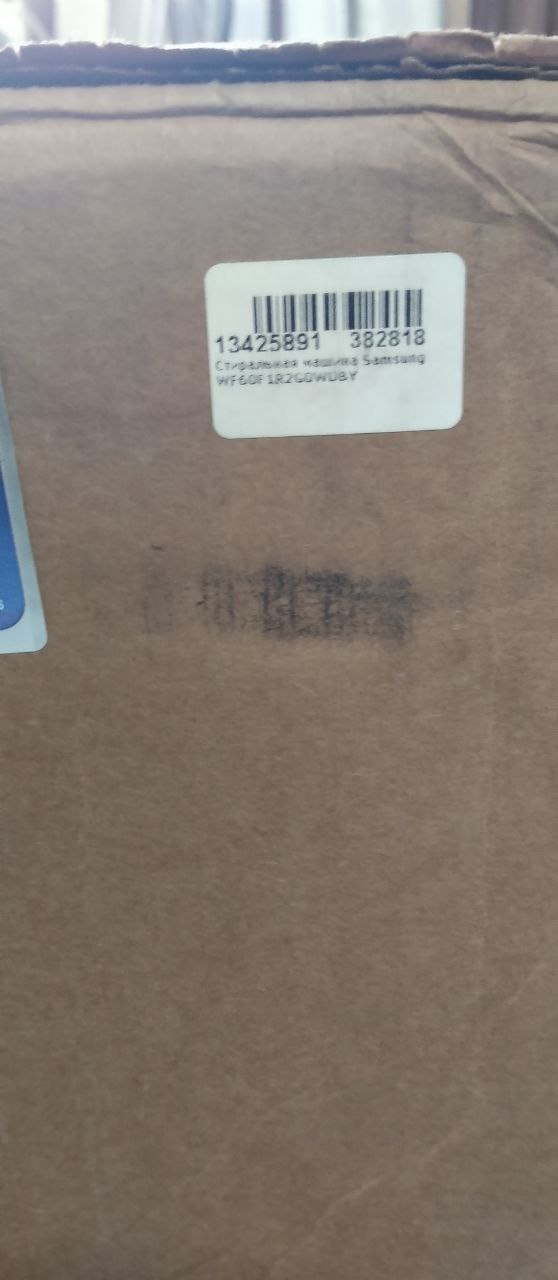 13425891 382818
Стиральная машина Samsung
WF60F1R2G0WDBY